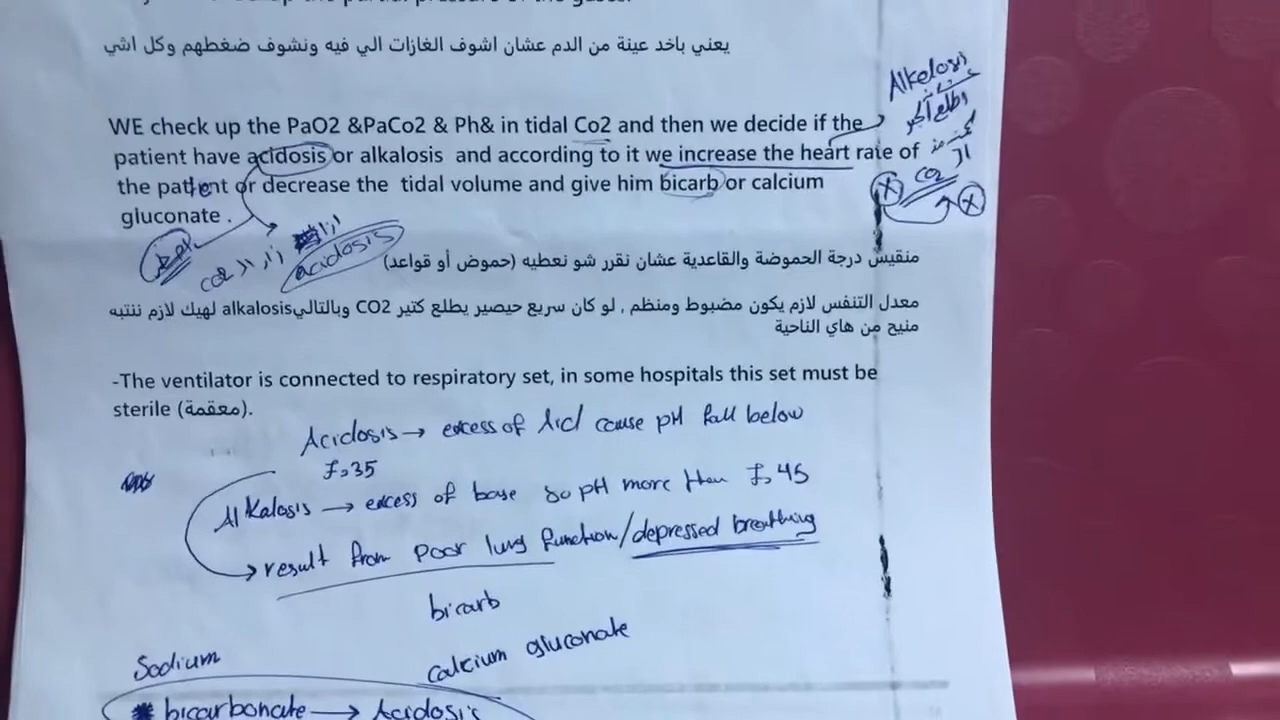 يعني باخد عينة من الدم عشان اشوف الغازات الي فيه ونشوف ضغطهم وكل اشي
Alkelosis
WE check up the PaO2 &PaCo2 & Ph& in tidal Co2 and then we decide if the
patient have acidosis or alkalosis and according to it we increase the heart rate of
CO2
the patient or decrease the tidal volume and give him bicarb or calcium
gluconate .
CO2 ال زاد اذا
acidosis
منقيس درجة الحموضة والقاعدية عشان نقرر شو نعطيه (حموض أو قواعد)
معدل التنفس لازم يكون مضبوط ومنظم , لو كان سريع حيصير يطلع كتير CO2 وبالتالي alkalosis لهيك لازم ننتبه
منيح من هاي الناحية
-The ventilator is connected to respiratory set, in some hospitals this set must be
sterile (معقمة).
Acidosis → excess of Acid cause pH fall below
7.35
Alkalosis → excess of base so pH more then 7.45
→ result from poor lung function/depressed breathing
bicarb
calcium gluconate
Sodium
bicarbonate → Acidosis